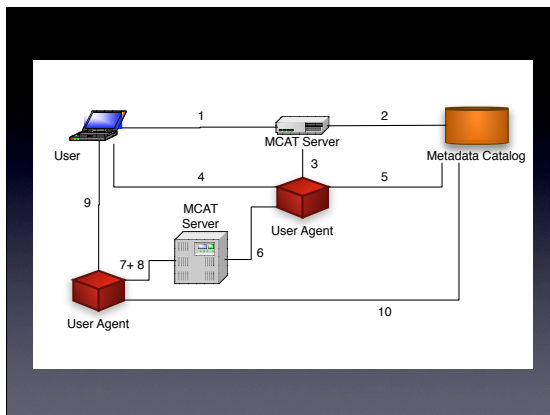 1
2
User
MCAT Server
Metadata Catalog
3
4
5
9
MCAT
Server
User Agent
6
7+ 8
10
User Agent